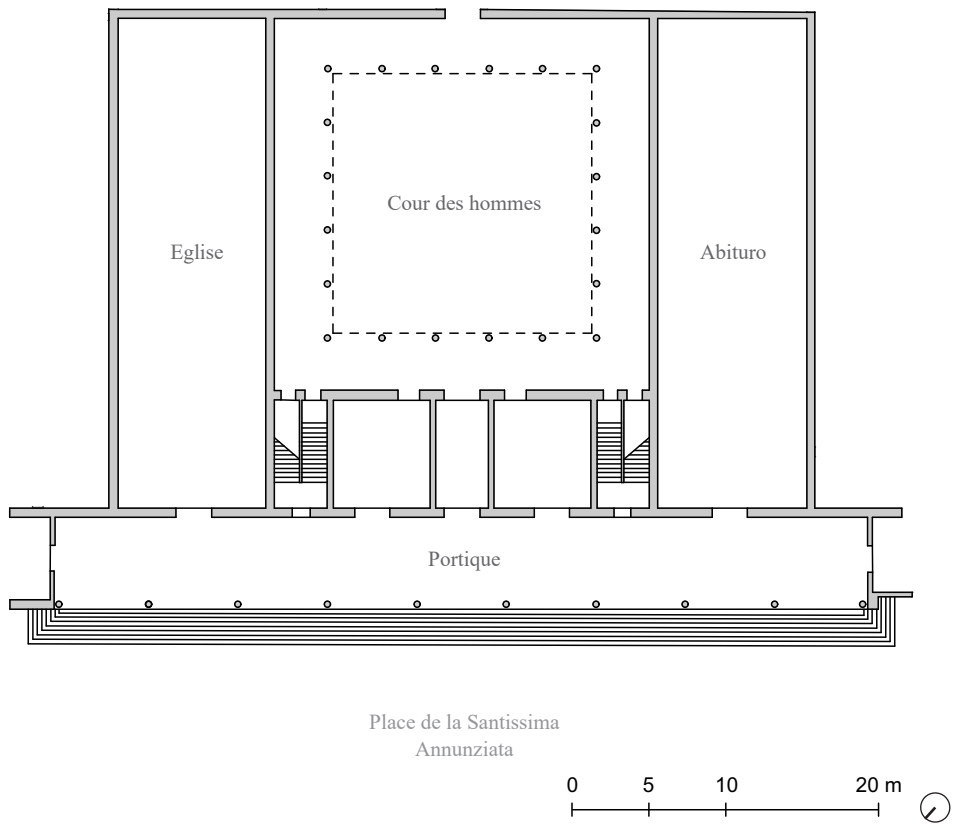 Cour des hommes
Eglise
Abituro
Portique
Place de la Santissima
Annunziata
0 5 10 20 m